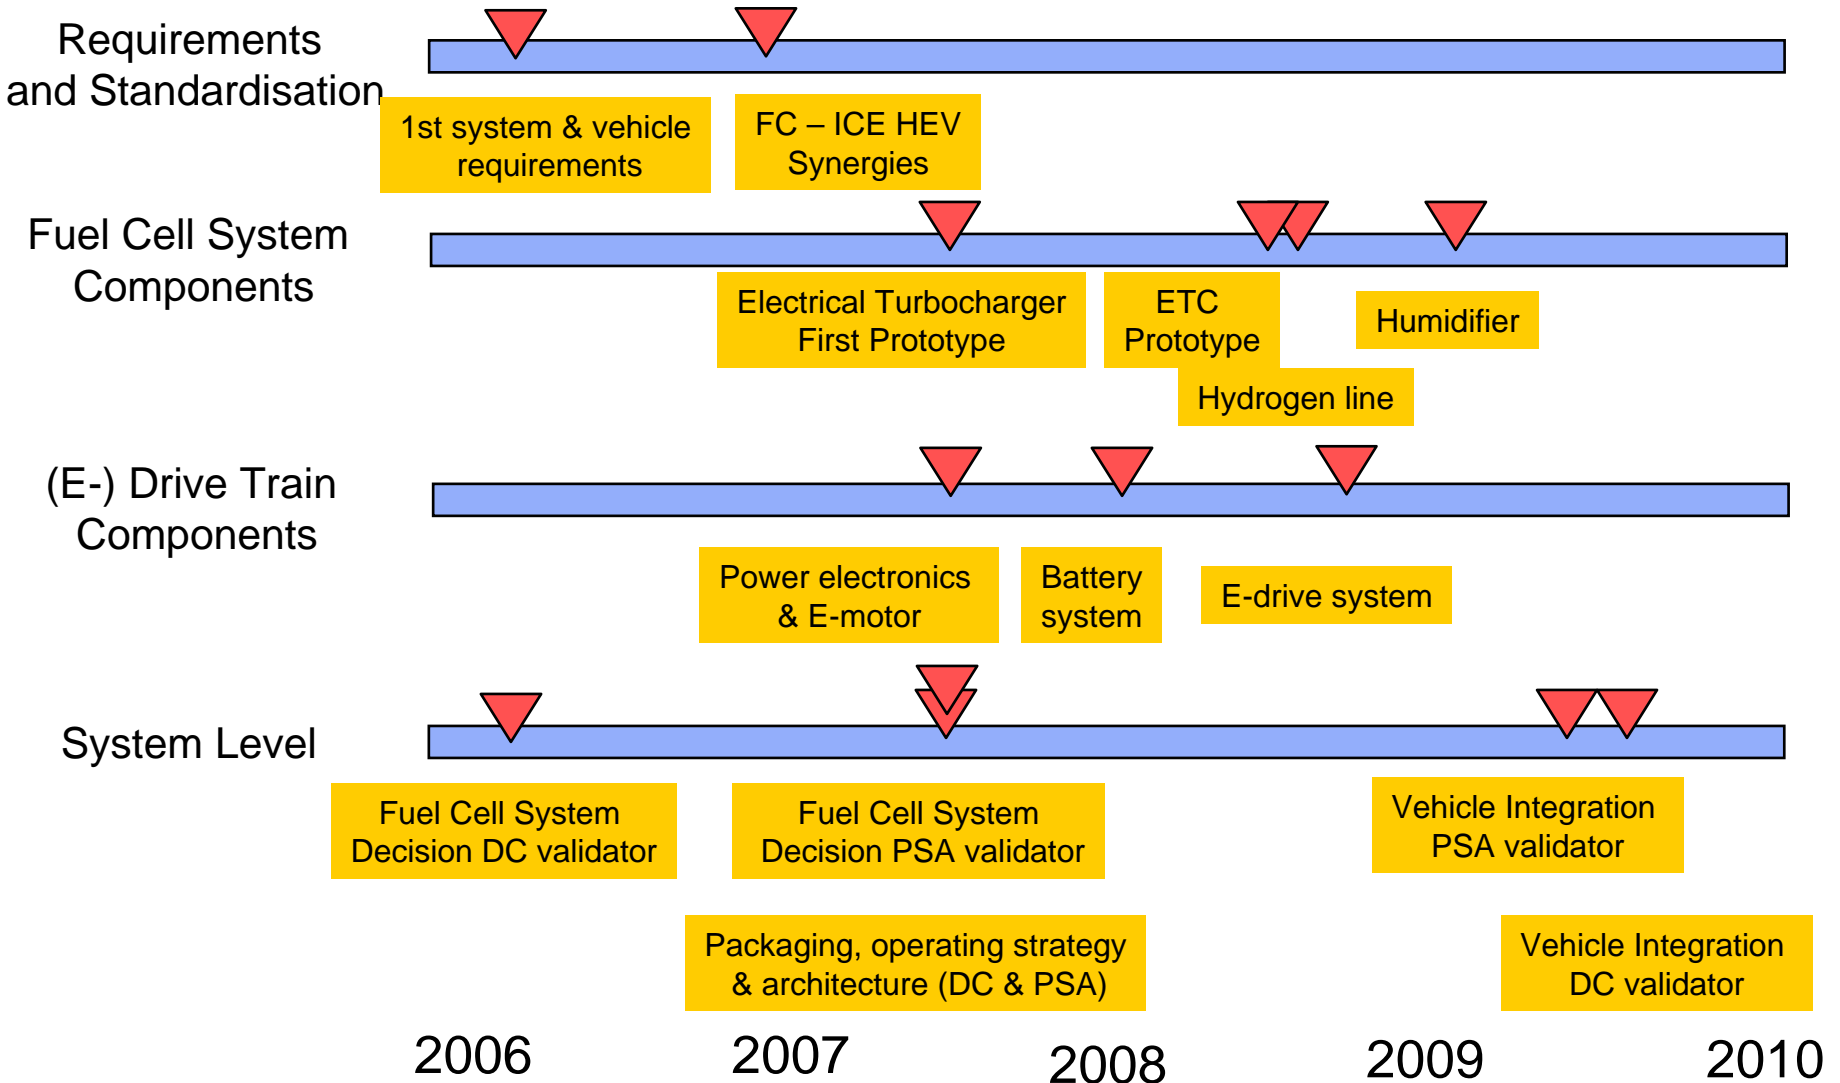 Requirements
and Standardisation
1st system & vehicle
requirements
FC – ICE HEV
Synergies
Fuel Cell System
Components
Electrical Turbocharger
First Prototype
ETC
Prototype
Humidifier
Hydrogen line
(E-) Drive Train
Components
Power electronics
& E-motor
Battery
system
E-drive system
System Level
Fuel Cell System
Decision DC validator
Fuel Cell System
Decision PSA validator
Vehicle Integration
PSA validator
Packaging, operating strategy
& architecture (DC & PSA)
Vehicle Integration
DC validator
2006
2007
2008
2009
2010